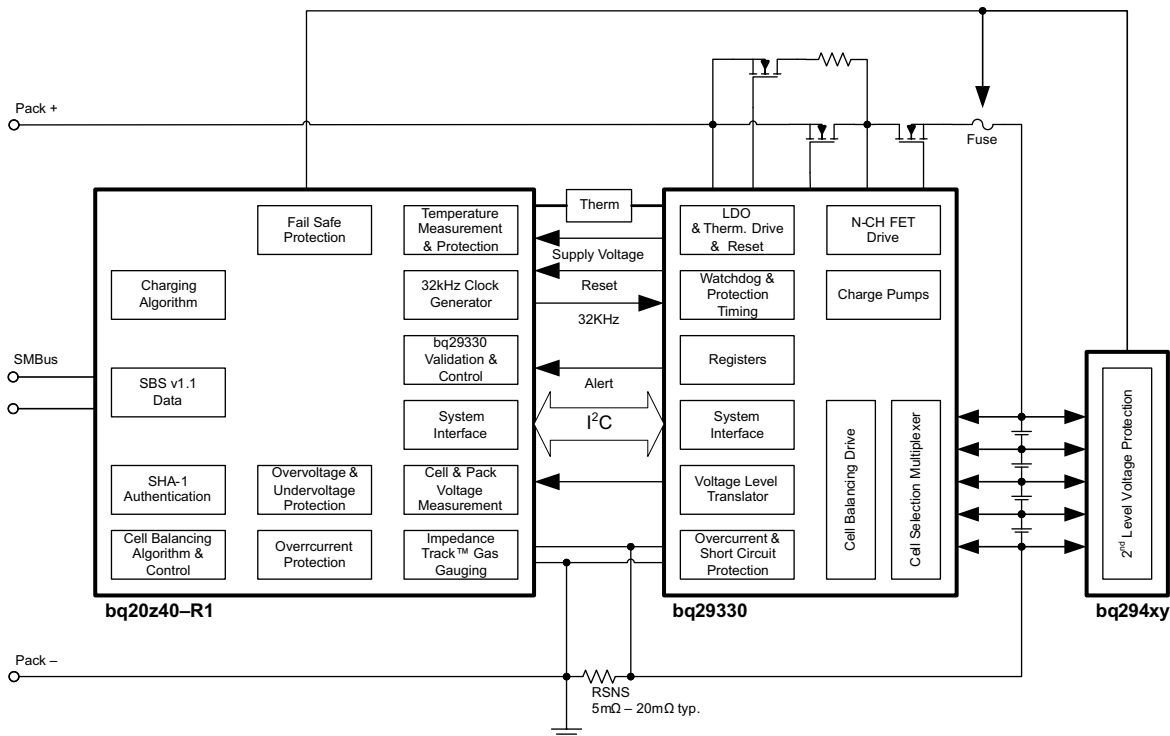 Pack +
Fuse
Fail Safe
Protection
Temperature
Measurement
& Protection
Therm
LDO
& Therm. Drive
& Reset
N-CH FET
Drive
Supply Voltage
Charging
Algorithm
32kHz Clock
Generator
Reset
32KHz
Watchdog &
Protection
Timing
Charge Pumps
SMBus
SBS v1.1
Data
bq29330
Validation &
Control
Alert
Registers
System
Interface
I²C
System
Interface
Cell Balancing Drive
Cell Selection Multiplexer
2nd Level Voltage Protection
SHA-1
Authentication
Overvoltage &
Undervoltage
Protection
Cell & Pack
Voltage
Measurement
Voltage Level
Translator
Cell Balancing
Algorithm &
Control
Overrcurrent
Protection
Impedance
Track™ Gas
Gauging
Overcurrent &
Short Circuit
Protection
bq20z40–R1
bq29330
bq294xy
Pack –
RSNS
5mΩ – 20mΩ typ.